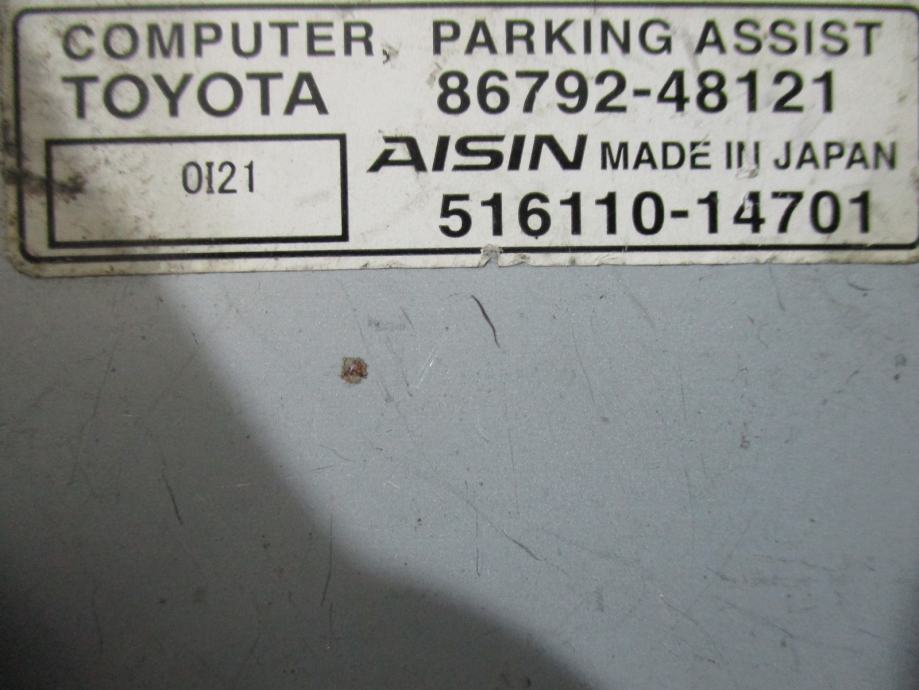 COMPUTER, PARKING ASSIST
TOYOTA 86792-48121
AISIN MADE IN JAPAN
0I21
516110-14701